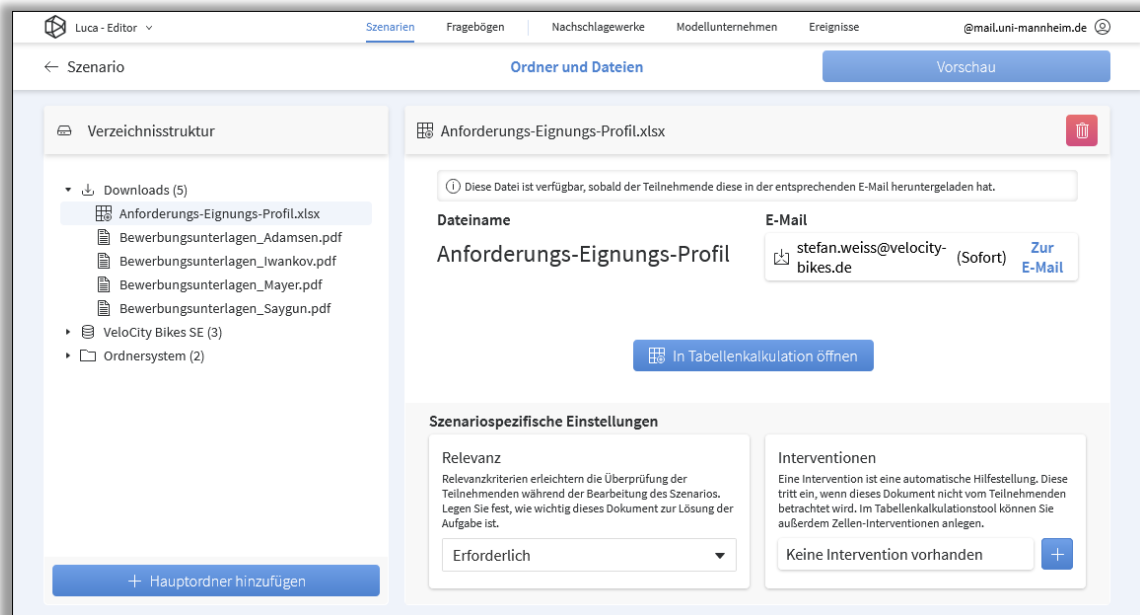 Luca - Editor
Szenarien
Fragebögen
Nachschlagewerke
Modellunternehmen
Ereignisse
@mail.uni-mannheim.de
← Szenario
Ordner und Dateien
Vorschau
Verzeichnisstruktur
Downloads (5)
Anforderungs-Eignungs-Profil.xlsx
Bewerbungsunterlagen_Adamsen.pdf
Bewerbungsunterlagen_Iwankov.pdf
Bewerbungsunterlagen_Mayer.pdf
Bewerbungsunterlagen_Saygun.pdf
VeloCity Bikes SE (3)
Ordnersystem (2)
+ Hauptordner hinzufügen
Anforderungs-Eignungs-Profil.xlsx
Diese Datei ist verfügbar, sobald der Teilnehmende diese in der entsprechenden E-Mail heruntergeladen hat.
Dateiname
Anforderungs-Eignungs-Profil
E-Mail
stefan.weiss@velocity-
bikes.de
(Sofort)
Zur
E-Mail
In Tabellenkalkulation öffnen
Szenariospezifische Einstellungen
Relevanz
Relevanzkriterien erleichtern die Überprüfung der
Teilnehmenden während der Bearbeitung des Szenarios.
Legen Sie fest, wie wichtig dieses Dokument zur Lösung der
Aufgabe ist.
Erforderlich
Interventionen
Eine Intervention ist eine automatische Hilfestellung. Diese
tritt ein, wenn dieses Dokument nicht vom Teilnehmenden
betrachtet wird. Im Tabellenkalkulationstool können Sie
außerdem Zellen-Interventionen anlegen.
Keine Intervention vorhanden
+